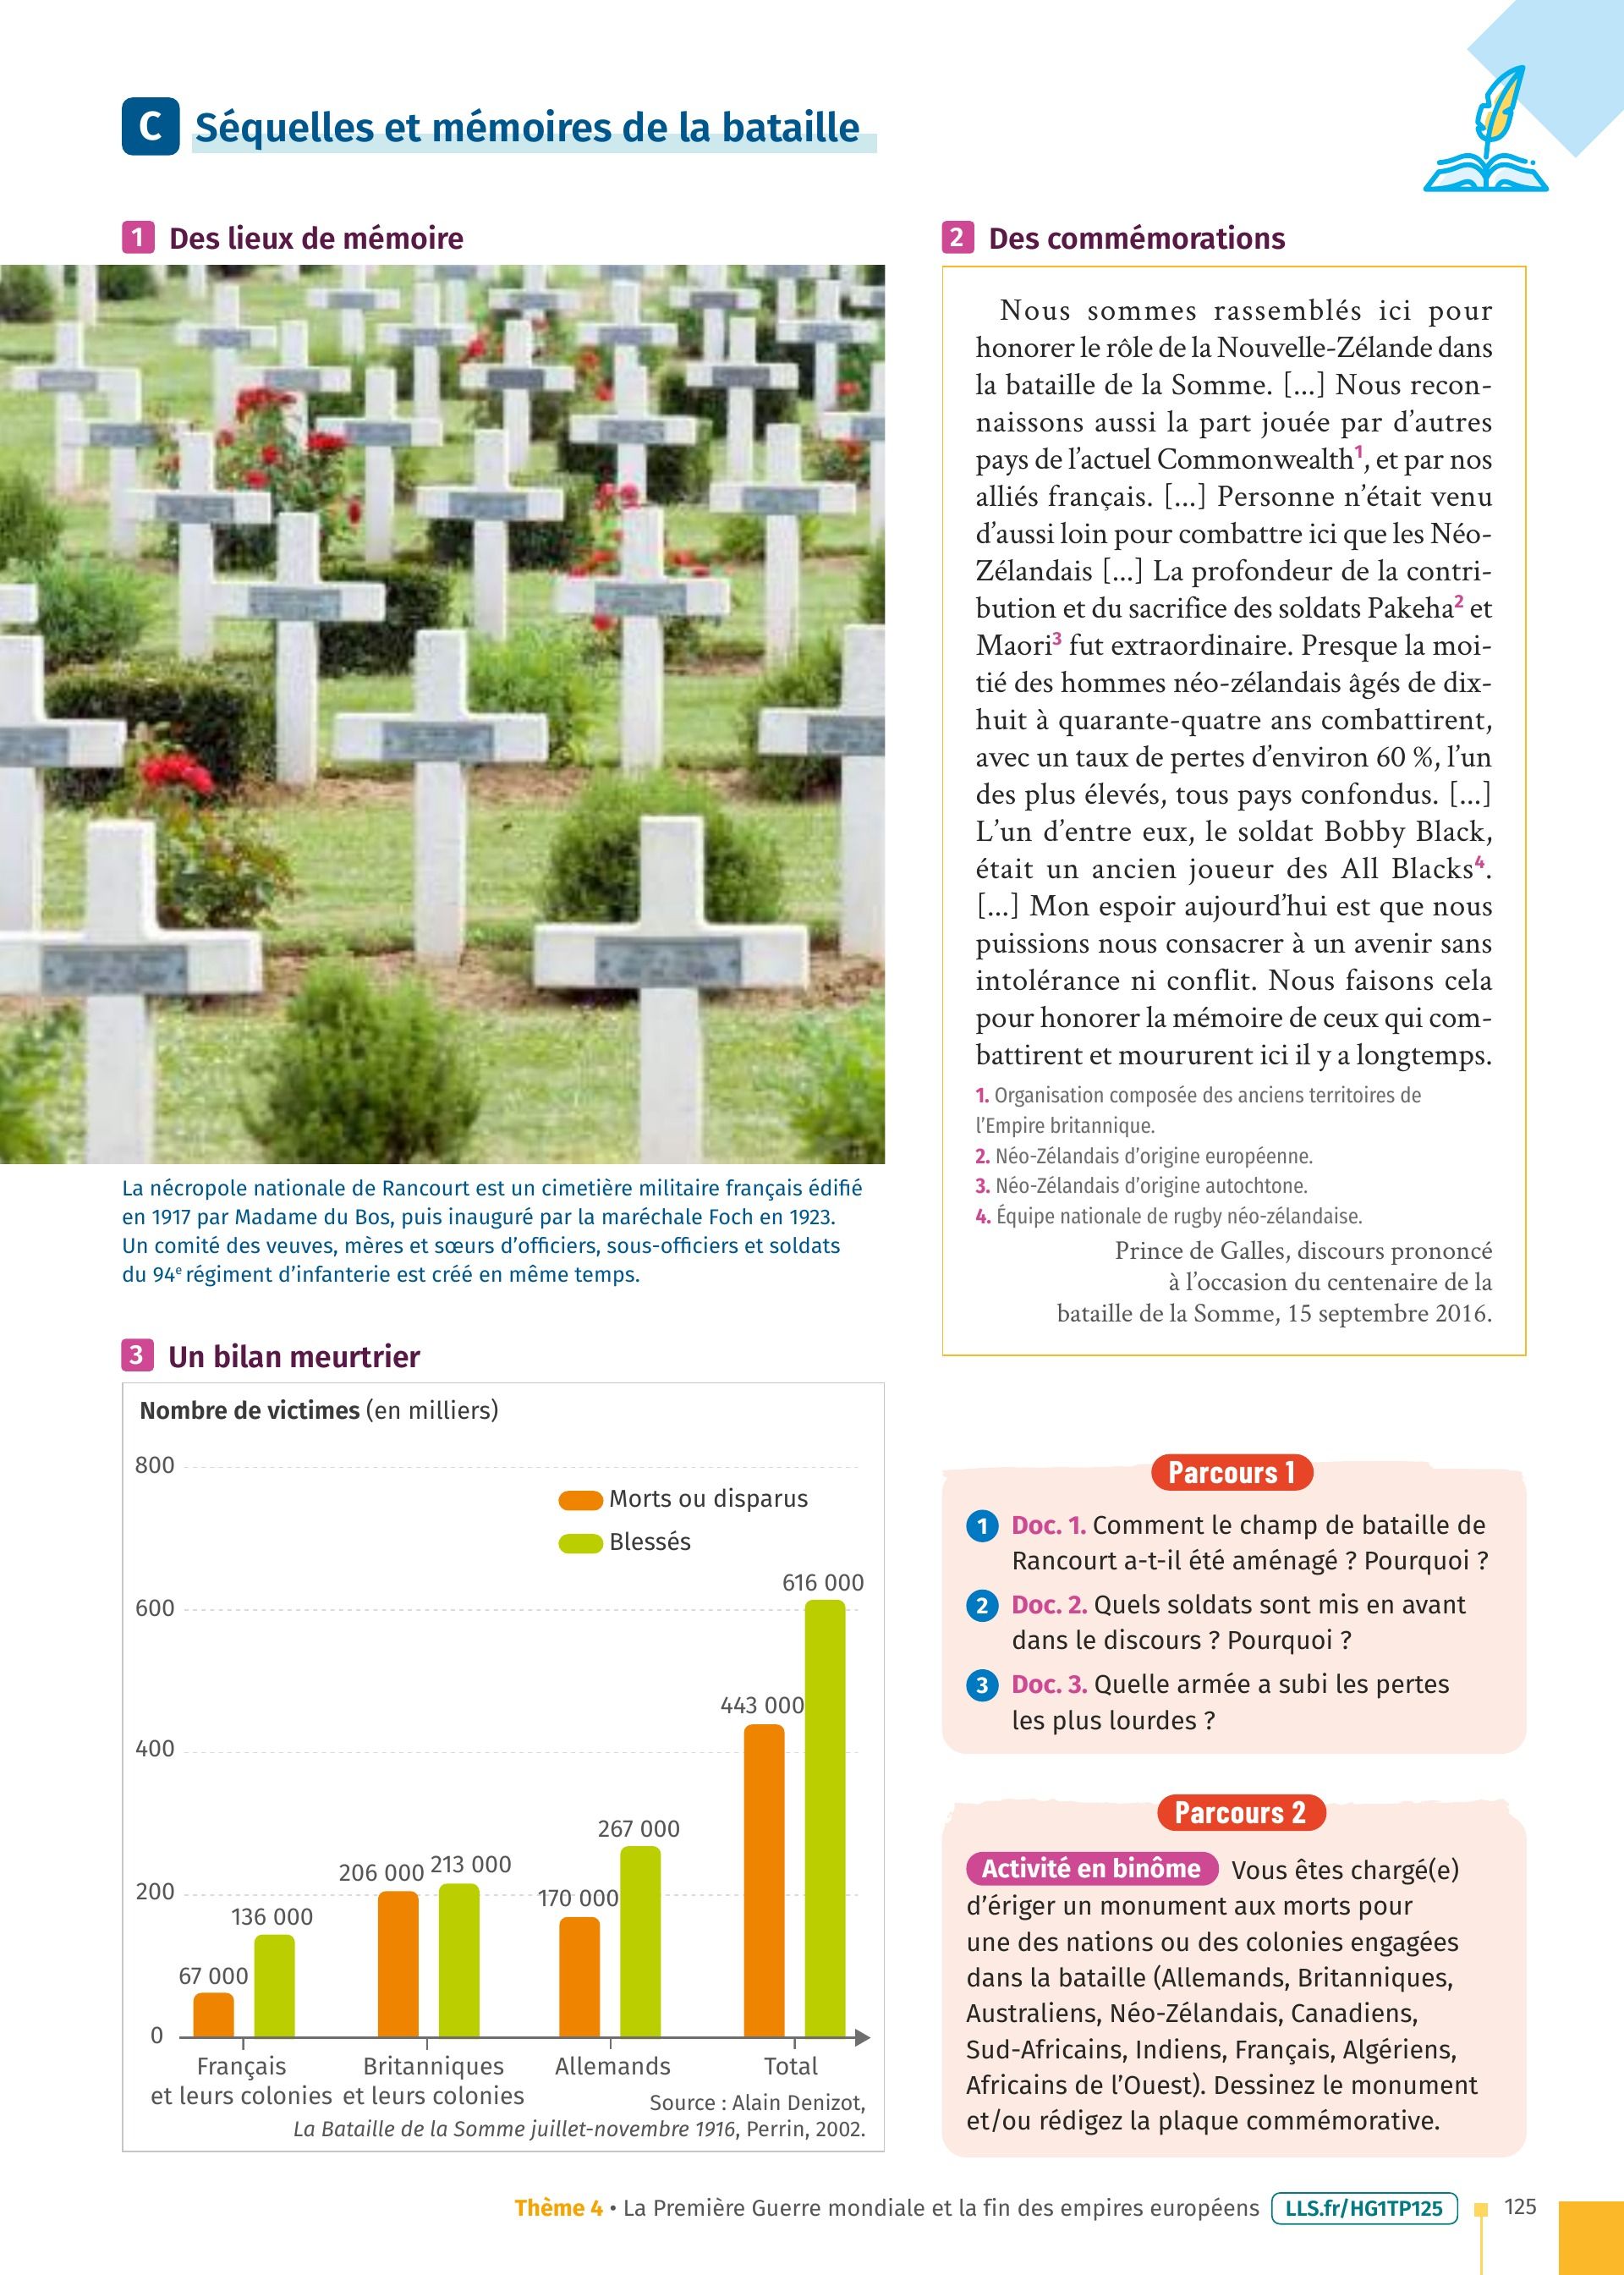 C Séquelles et mémoires de la bataille
1 Des lieux de mémoire
La nécropole nationale de Rancourt est un cimetière militaire français édifié
en 1917 par Madame du Bos, puis inauguré par la maréchale Foch en 1923.
Un comité des veuves, mères et sœurs d’officiers, sous-officiers et soldats
du 94e régiment d’infanterie est créé en même temps.
2 Des commémorations
Nous sommes rassemblés ici pour
honorer le rôle de la Nouvelle-Zélande dans
la bataille de la Somme. [...] Nous recon-
naissons aussi la part jouée par d’autres
pays de l’actuel Commonwealth1, et par nos
alliés français. [...] Personne n’était venu
d’aussi loin pour combattre ici que les Néo-
Zélandais [...] La profondeur de la contri-
bution et du sacrifice des soldats Pakeha2 et
Maori3 fut extraordinaire. Presque la moi-
tié des hommes néo-zélandais âgés de dix-
huit à quarante-quatre ans combattirent,
avec un taux de pertes d’environ 60 %, l’un
des plus élevés, tous pays confondus. [...]
L’un d’entre eux, le soldat Bobby Black,
était un ancien joueur des All Blacks4.
[...] Mon espoir aujourd’hui est que nous
puissions nous consacrer à un avenir sans
intolérance ni conflit. Nous faisons cela
pour honorer la mémoire de ceux qui com-
battirent et moururent ici il y a longtemps.
1. Organisation composée des anciens territoires de
l’Empire britannique.
2. Néo-Zélandais d’origine européenne.
3. Néo-Zélandais d’origine autochtone.
4. Équipe nationale de rugby néo-zélandaise.
Prince de Galles, discours prononcé
à l’occasion du centenaire de la
bataille de la Somme, 15 septembre 2016.
3 Un bilan meurtrier
Nombre de victimes (en milliers)
800
Morts ou disparus
Blessés
616 000
600
443 000
400
267 000
206 000 213 000
200
170 000
136 000
67 000
0
Français Britanniques Allemands Total
et leurs colonies et leurs colonies
Source : Alain Denizot,
La Bataille de la Somme juillet-novembre 1916, Perrin, 2002.
Parcours 1
1 Doc. 1. Comment le champ de bataille de
Rancourt a-t-il été aménagé ? Pourquoi ?
2 Doc. 2. Quels soldats sont mis en avant
dans le discours ? Pourquoi ?
3 Doc. 3. Quelle armée a subi les pertes
les plus lourdes ?
Parcours 2
Activité en binôme Vous êtes chargé(e)
d’ériger un monument aux morts pour
une des nations ou des colonies engagées
dans la bataille (Allemands, Britanniques,
Australiens, Néo-Zélandais, Canadiens,
Sud-Africains, Indiens, Français, Algériens,
Africains de l’Ouest). Dessinez le monument
et/ou rédigez la plaque commémorative.
Thème 4 • La Première Guerre mondiale et la fin des empires européens LLS.fr/HG1TP125 125